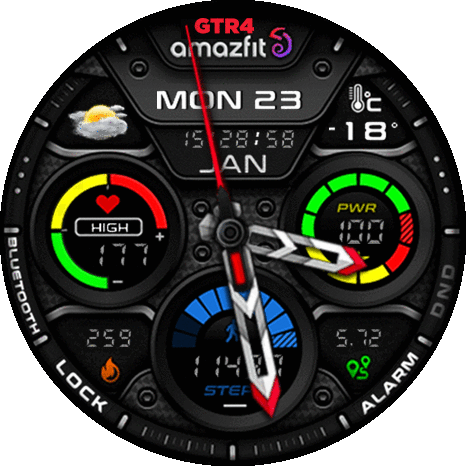 GTR4
amazfit
MON 23
°C
-18°
15:28:58
JAN
HIGH
177
+
-
PWR
100
BLUETOOTH
DND
259
5.72
LOCK
ALARM